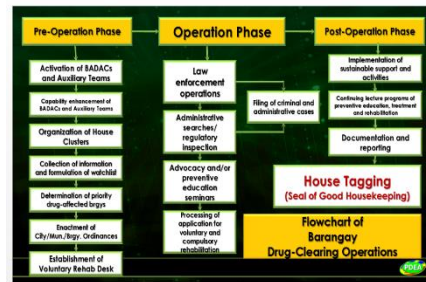 Pre-Operation Phase
Activation of BADACs
and Auxiliary Teams
Capability enhancement of
BADACs and Auxiliary Teams
Organization of House
Clusters
Collection of information
and formulation of watchlist
Determination of priority
drug-affected brgys
Enactment of
City/Mun./Brgy. Ordinances
Establishment of
Voluntary Rehab Desk
Operation Phase
Law
enforcement
operations
Administrative
searches/
regulatory
inspection
Filing of criminal and
administrative cases
Advocacy and/or
preventive
education
seminars
Processing of
application for
voluntary and
compulsory
rehabilitation
Post-Operation Phase
Implementation of
sustainable support and
activities
Continuing lecture programs of
preventive education, treatment
and rehabilitation
Documentation and
reporting
House Tagging
(Seal of Good Housekeeping)
Flowchart of
Barangay
Drug-Clearing Operations
PDEA